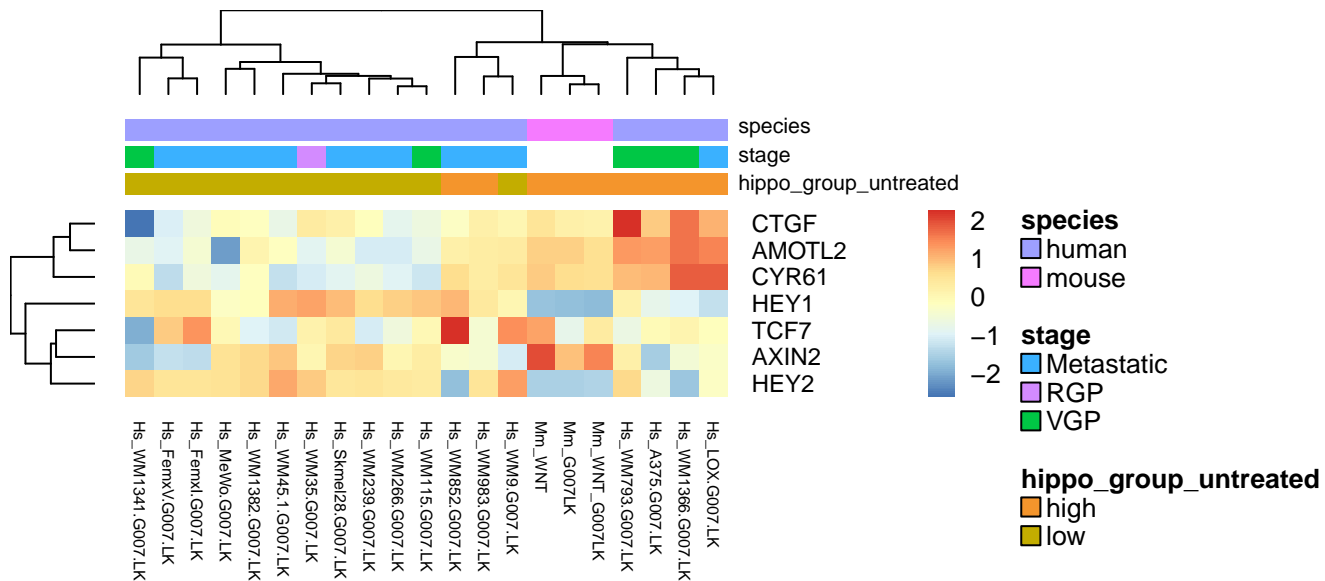 species
stage
hippo_group_untreated
CTGF
AMOTL2
CYR61
HEY1
TCF7
AXIN2
HEY2
2
1
0
−1
−2
species
human
mouse
stage
Metastatic
RGP
VGP
hippo_group_untreated
high
low
Hs_WM1341.G007.LK
Hs_FemxV.G007.LK
Hs_FemxI.G007.LK
Hs_MeWo.G007.LK
Hs_WM1382.G007.LK
Hs_WM45.1.G007.LK
Hs_WM35.G007.LK
Hs_Skmel28.G007.LK
Hs_WM239.G007.LK
Hs_WM266.G007.LK
Hs_WM115.G007.LK
Hs_WM852.G007.LK
Hs_WM983.G007.LK
Hs_WM9.G007.LK
Mm_WNT
Mm_G007LK
Mm_WNT_G007LK
Hs_WM793.G007.LK
Hs_A375.G007.LK
Hs_WM1366.G007.LK
Hs_LOX.G007.LK